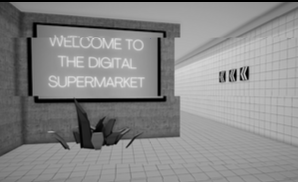 WELCOME TO
THE DIGITAL
SUPERMARKET